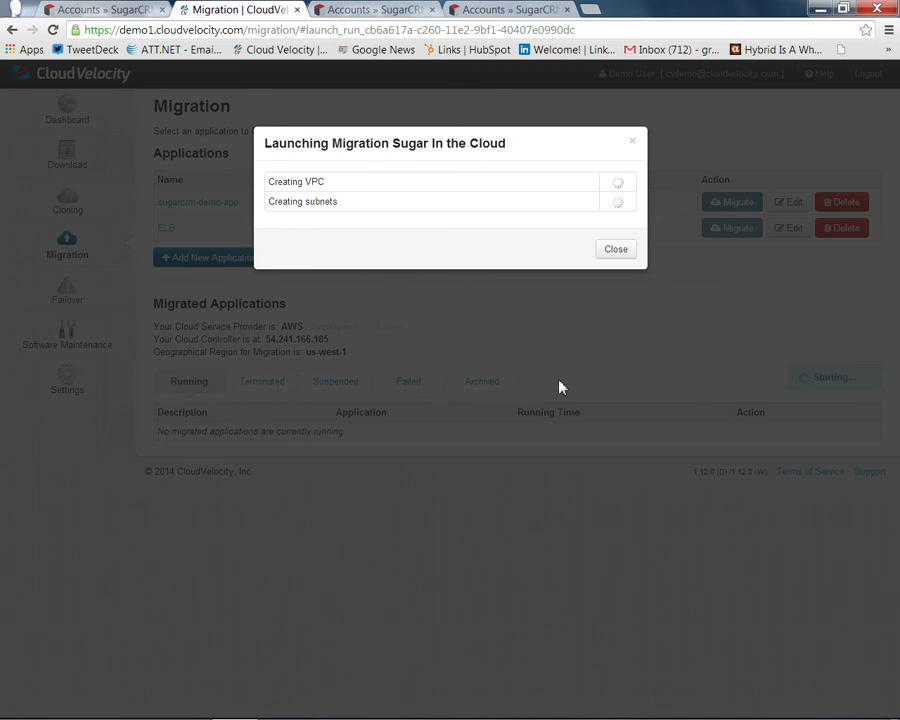 Accounts » SugarCRM
Migration | CloudVel
Accounts » SugarCRM
Accounts » SugarCRM
https://demo1.cloudvelocity.com/migration/#launch_run_cb6a617a-c260-11e2-9bf1-40407e0990dc
Apps TweetDeck ATT.NET - Emai... Cloud Velocity |... Google News Links | HubSpot Welcome! | Link... Inbox (712) - gr... Hybrid Is A Wh... »
CloudVelocity
Demo User [ cvdemo@cloudvelocity.com ] Help Logout
Dashboard
Download
Cloning
Migration
Failover
Software Maintenance
Settings
Migration
Select an application to
Applications
Name Action
sugarcrm-demo-app Migrate Edit Delete
ELB Migrate Edit Delete
+ Add New Application
Launching Migration Sugar In the Cloud ×
Creating VPC
Creating subnets
Close
Migrated Applications
Your Cloud Service Provider is: AWS
Your Cloud Controller is at: 54.241.166.185
Geographical Region for Migration is: us-west-1
Running Terminated Suspended Failed Archived Starting...
Description Application Running Time Action
No migrated applications are currently running
© 2014 CloudVelocity, Inc. 1.12.0 (D) /1.12.0 (W) Terms of Service Support